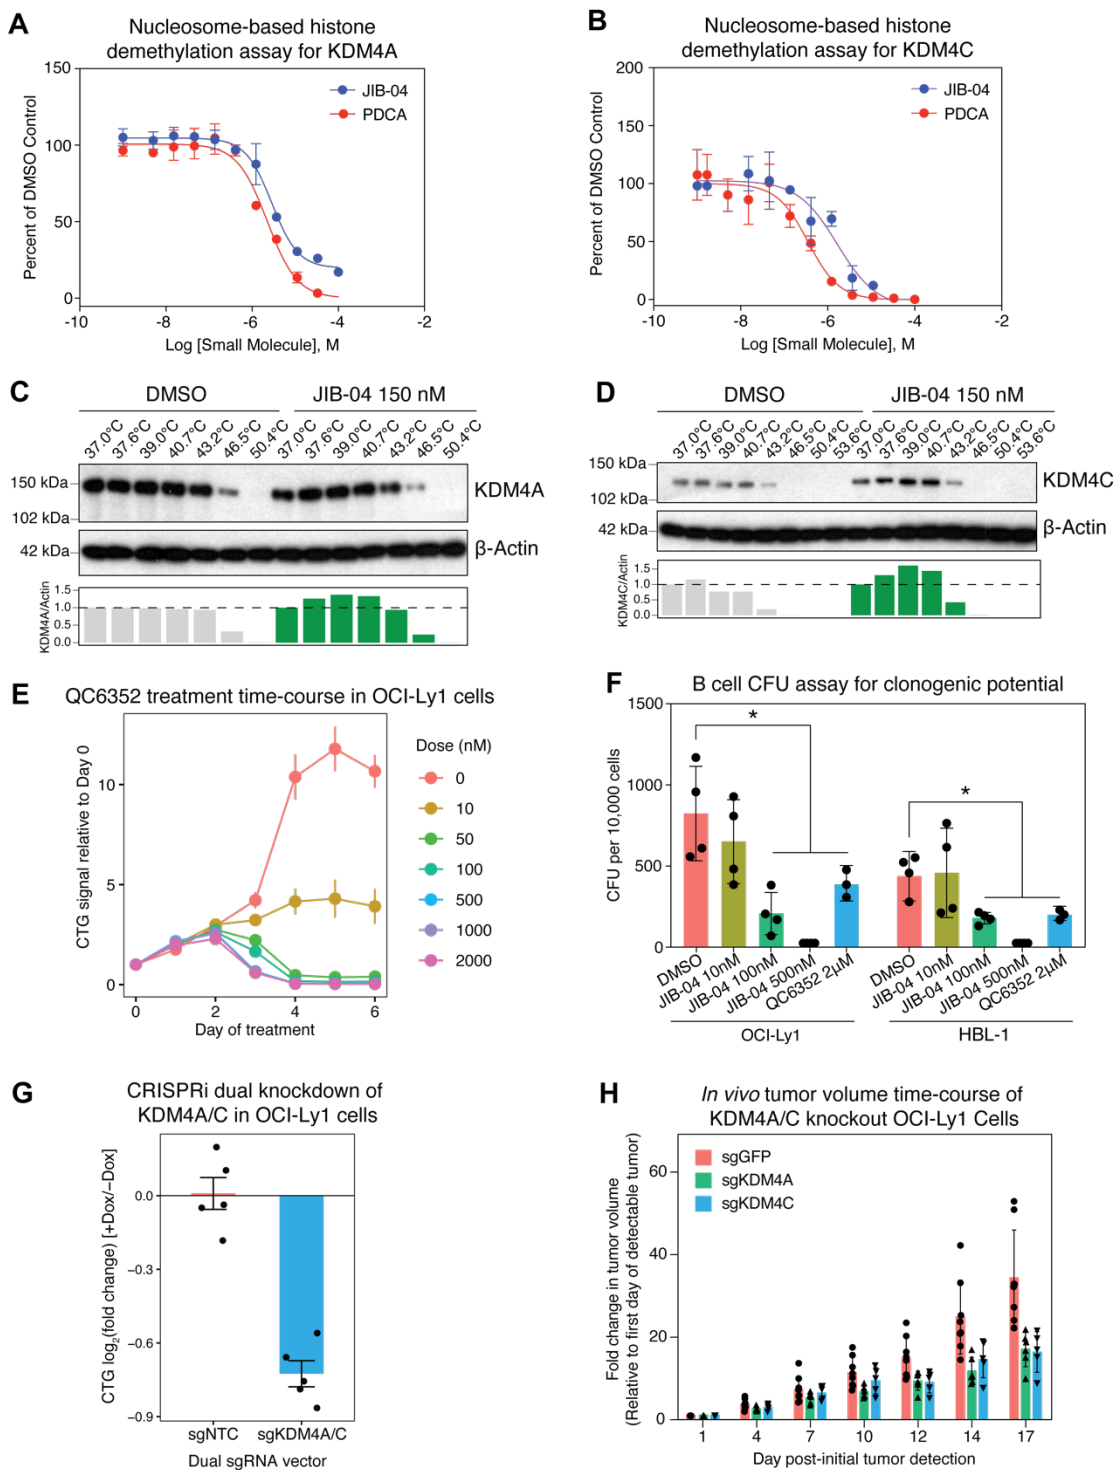 A
Nucleosome-based histone
demethylation assay for KDM4A
150
100
50
0
-10
-8
-6
-4
-2
Percent of DMSO Control
Log [Small Molecule], M
JIB-04
PDCA
B
Nucleosome-based histone
demethylation assay for KDM4C
200
150
100
50
0
-10
-8
-6
-4
-2
Percent of DMSO Control
Log [Small Molecule], M
JIB-04
PDCA
C
DMSO
JIB-04 150 nM
37.0°C 37.6°C 39.0°C 40.7°C 43.2°C 46.5°C 50.4°C 37.0°C 37.6°C 39.0°C 40.7°C 43.2°C 46.5°C 50.4°C
150 kDa
102 kDa
KDM4A
42 kDa
β-Actin
KDM4A/Actin
1.5
1.0
0.5
0.0
D
DMSO
JIB-04 150 nM
37.0°C 37.6°C 39.0°C 40.7°C 43.2°C 46.5°C 50.4°C 53.6°C 37.0°C 37.6°C 39.0°C 40.7°C 43.2°C 46.5°C 50.4°C 53.6°C
150 kDa
102 kDa
KDM4C
42 kDa
β-Actin
KDM4C/Actin
1.5
1.0
0.5
0.0
E
QC6352 treatment time-course in OCI-Ly1 cells
CTG signal relative to Day 0
10
5
0
0
2
4
6
Day of treatment
Dose (nM)
0
10
50
100
500
1000
2000
F
B cell CFU assay for clonogenic potential
CFU per 10,000 cells
1500
1000
500
0
*
*
DMSO
JIB-04 10nM
JIB-04 100nM
JIB-04 500nM
QC6352 2µM
DMSO
JIB-04 10nM
JIB-04 100nM
JIB-04 500nM
QC6352 2µM
OCI-Ly1
HBL-1
G
CRISPRi dual knockdown of
KDM4A/C in OCI-Ly1 cells
CTG log2(fold change) [+Dox/−Dox]
0.0
−0.3
−0.6
−0.9
sgNTC
sgKDM4A/C
Dual sgRNA vector
H
In vivo tumor volume time-course of
KDM4A/C knockout OCI-Ly1 Cells
Fold change in tumor volume
(Relative to first day of detectable tumor)
60
40
20
0
sgGFP
sgKDM4A
sgKDM4C
1
4
7
10
12
14
17
Day post-initial tumor detection